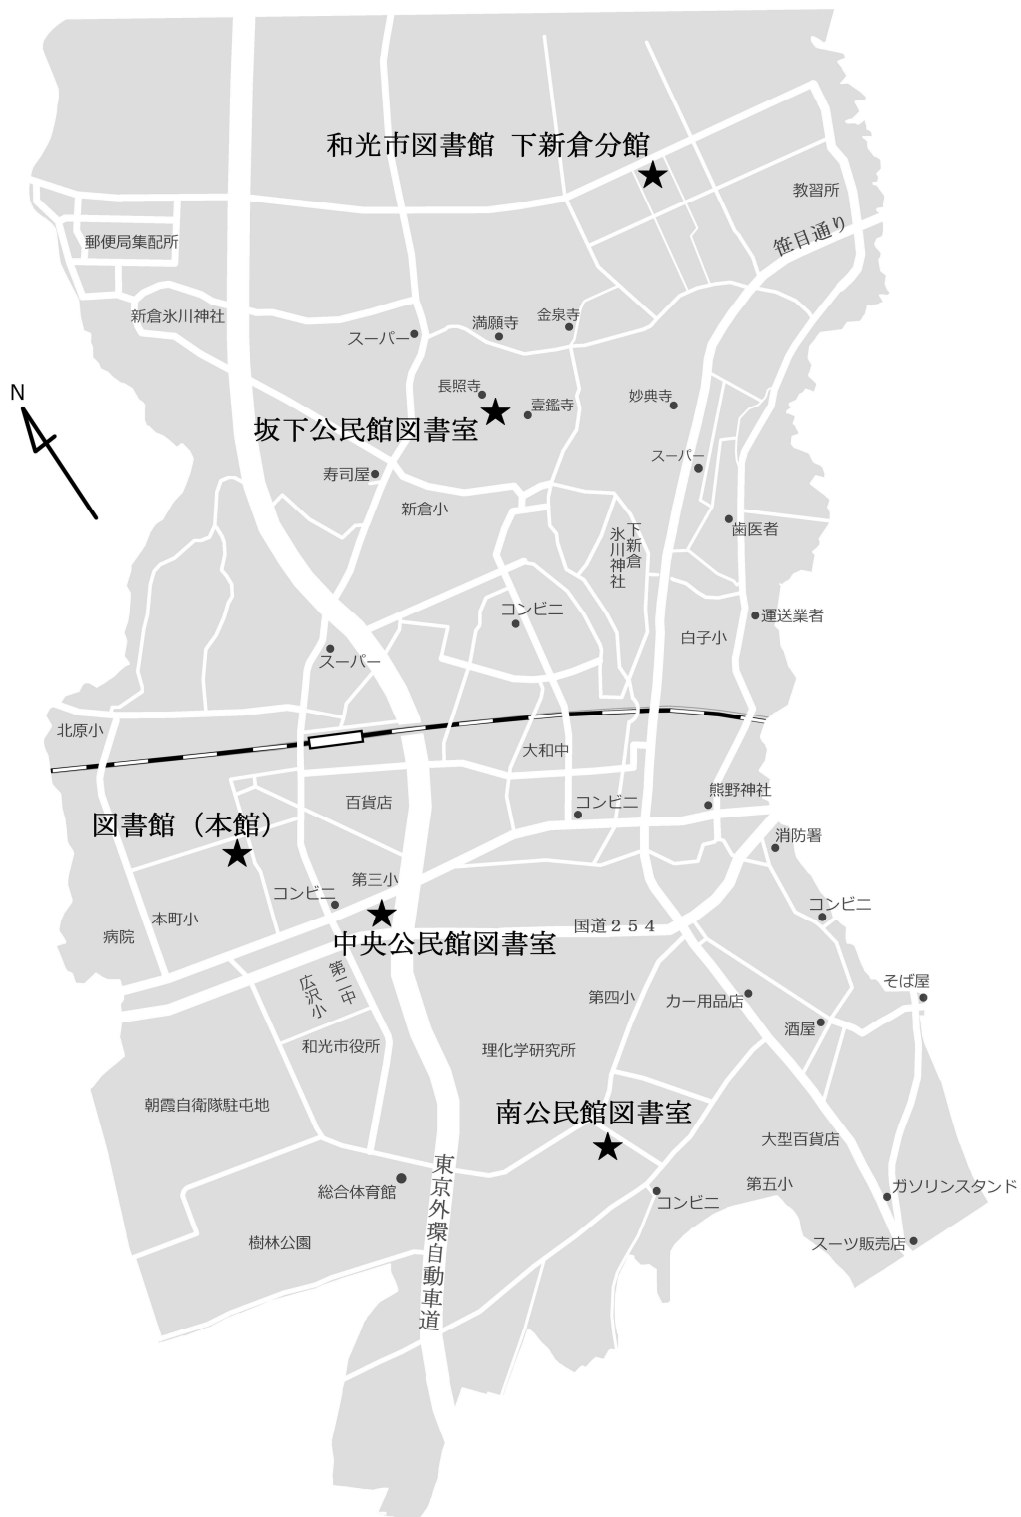 和光市図書館 下新倉分館
教習所
笹目通り
郵便局集配所
新倉氷川神社
スーパー
満願寺
金泉寺
N
長照寺
壹鑑寺
妙典寺
坂下公民館図書室
スーパー
寿司屋
新倉小
下新倉
氷川神社
歯医者
コンビニ
運送業者
白子小
スーパー
北原小
大和中
百貨店
コンビニ
熊野神社
図書館（本館）
消防署
第三小
コンビニ
本町小
病院
コンビニ
国道２５４
中央公民館図書室
第二中
広沢小
そば屋
第四小
カー用品店
酒屋
和光市役所
理化学研究所
朝霞自衛隊駐屯地
南公民館図書室
大型百貨店
東京外環自動車道
総合体育館
第五小
ガソリンスタンド
コンビニ
樹林公園
スーツ販売店